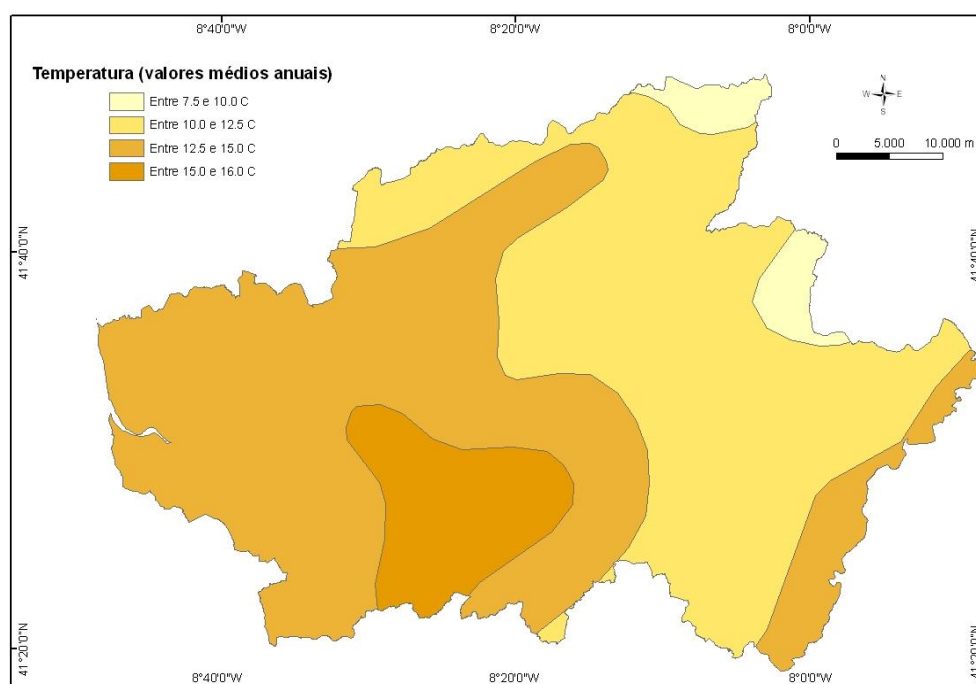 8°40'0"W 8°20'0"W 8°0'0"W
Temperatura (valores médios anuais)
Entre 7.5 e 10.0 C
Entre 10.0 e 12.5 C
Entre 12.5 e 15.0 C
Entre 15.0 e 16.0 C
N
W E
S
0 5.000 10.000 m
41°40'0"N 41°40'0"N
41°20'0"N 41°20'0"N
8°40'0"W 8°20'0"W 8°0'0"W